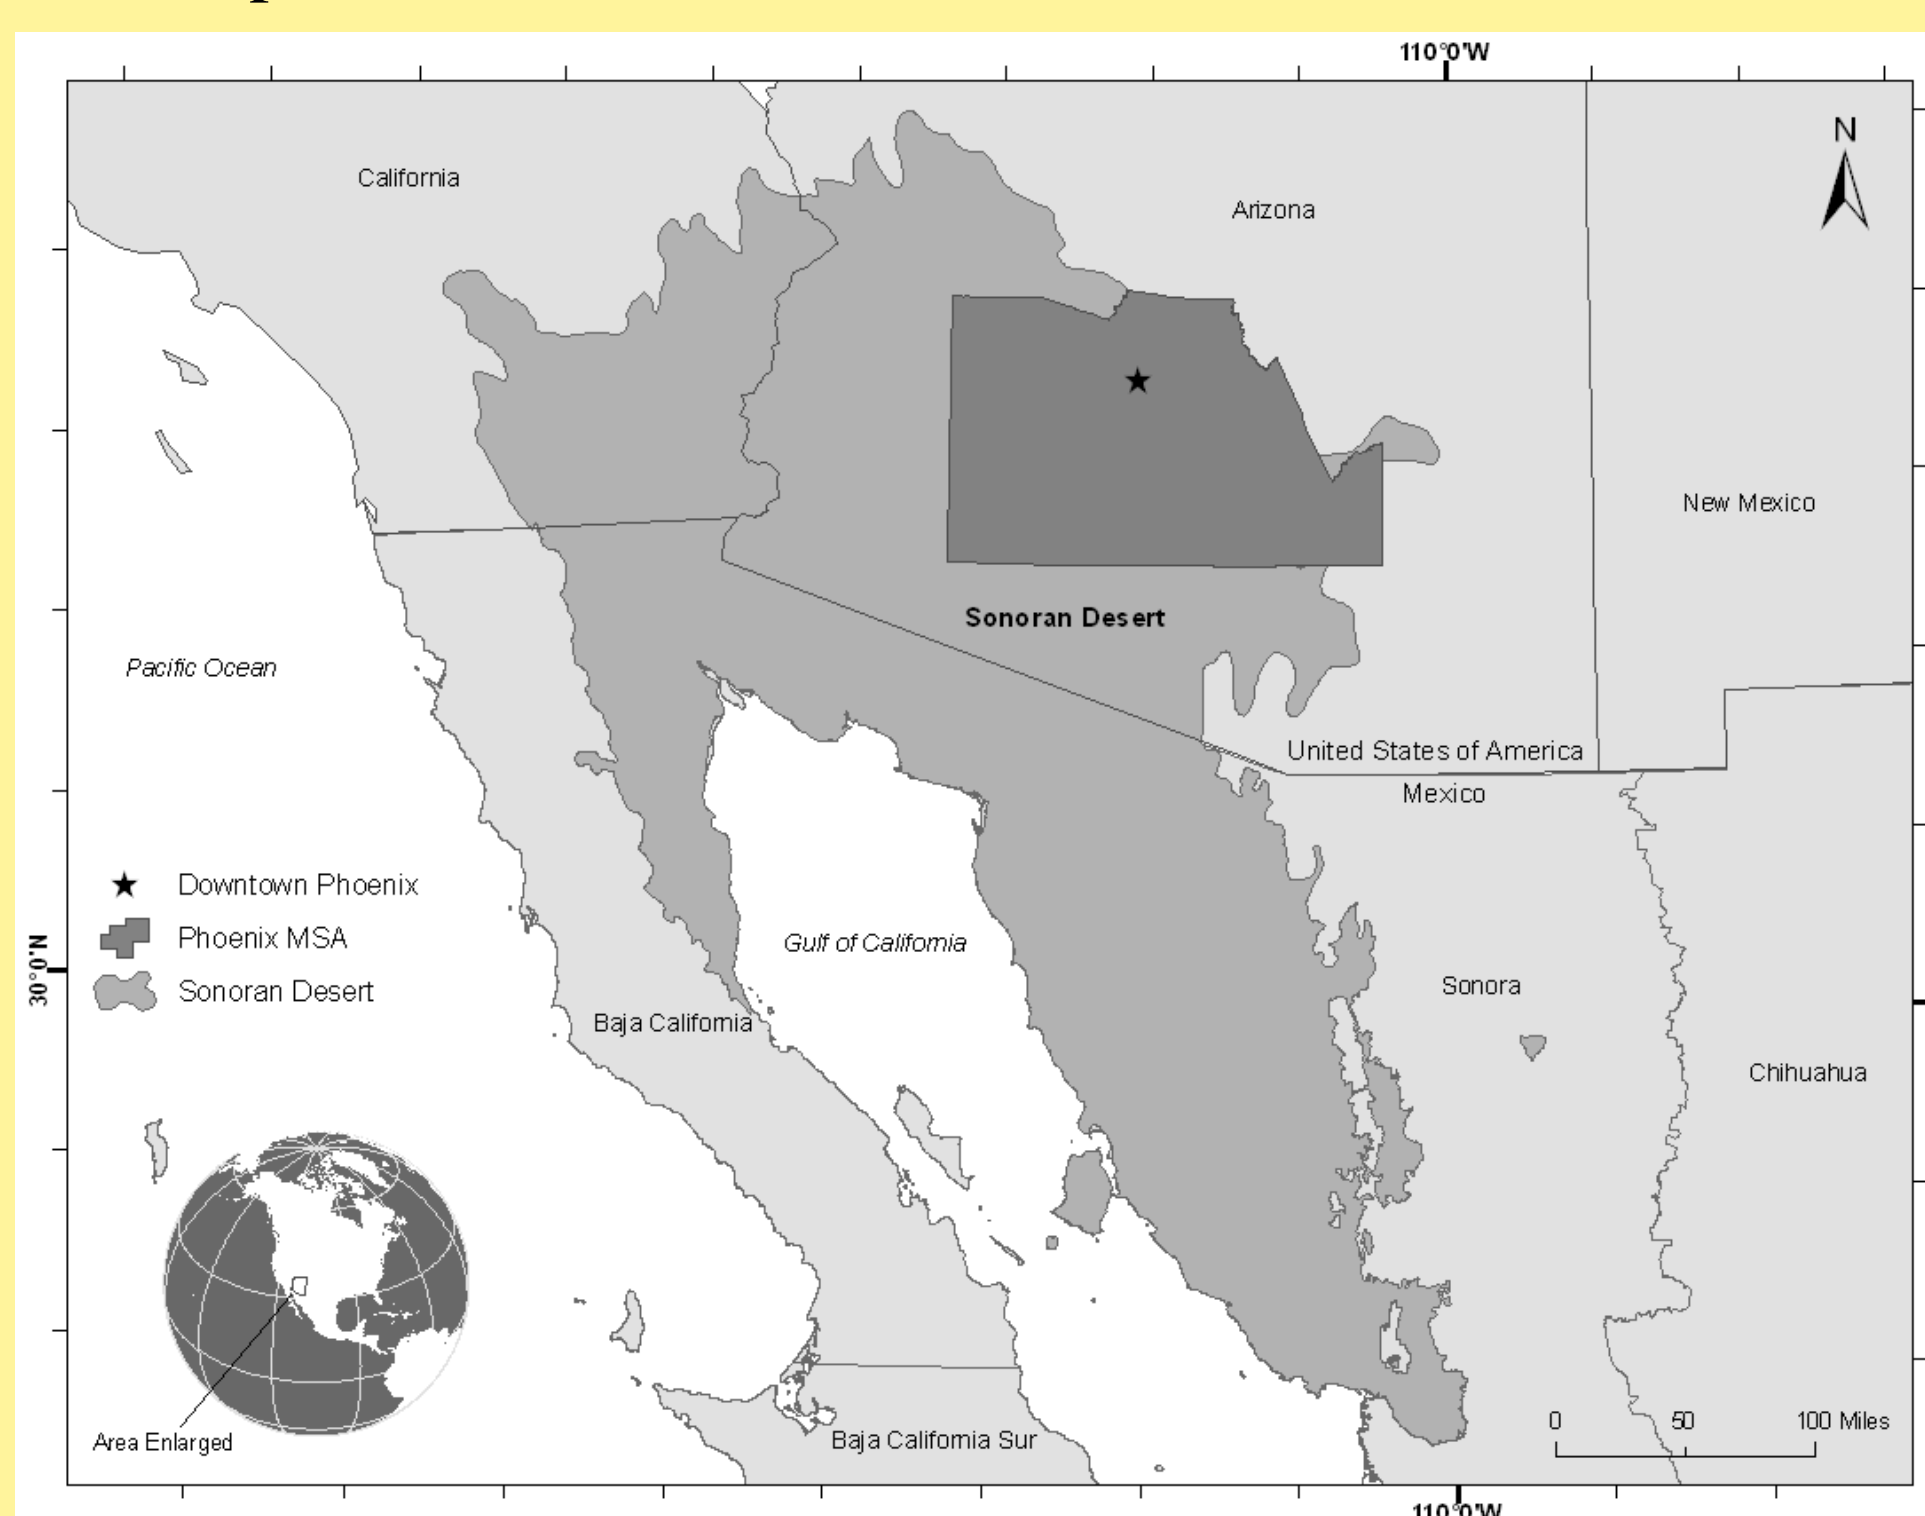 110°0'W
N
California
Arizona
New Mexico
Sonoran Desert
Pacific Ocean
United States of America
Mexico
Downtown Phoenix
Phoenix MSA
Sonoran Desert
Gulf of California
30°0'N
Sonora
Baja California
Chihuahua
0 50 100 Miles
Area Enlarged
Baja California Sur
110°0'W